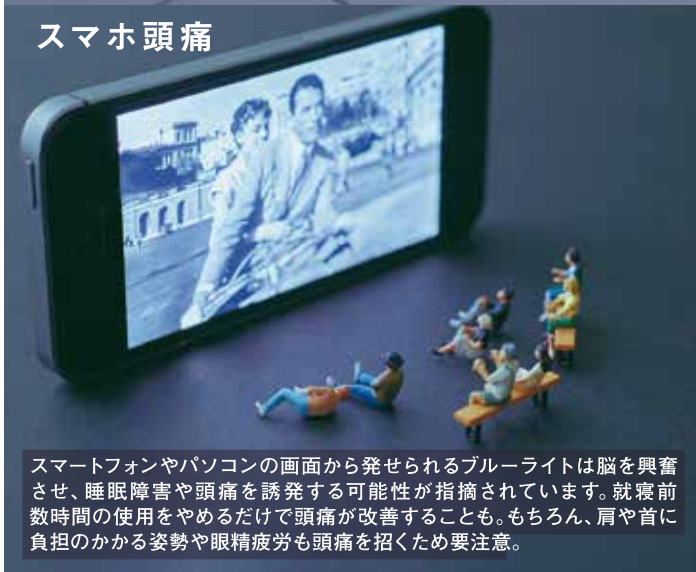 スマホ頭痛
スマートフォンやパソコンの画面から発せられるブルーライトは脳を興奮
させ、睡眠障害や頭痛を誘発する可能性が指摘されています。就寝前
数時間の使用をやめるだけで頭痛が改善することも。もちろん、肩や首に
負担のかかる姿勢や眼精疲労も頭痛を招くため要注意。